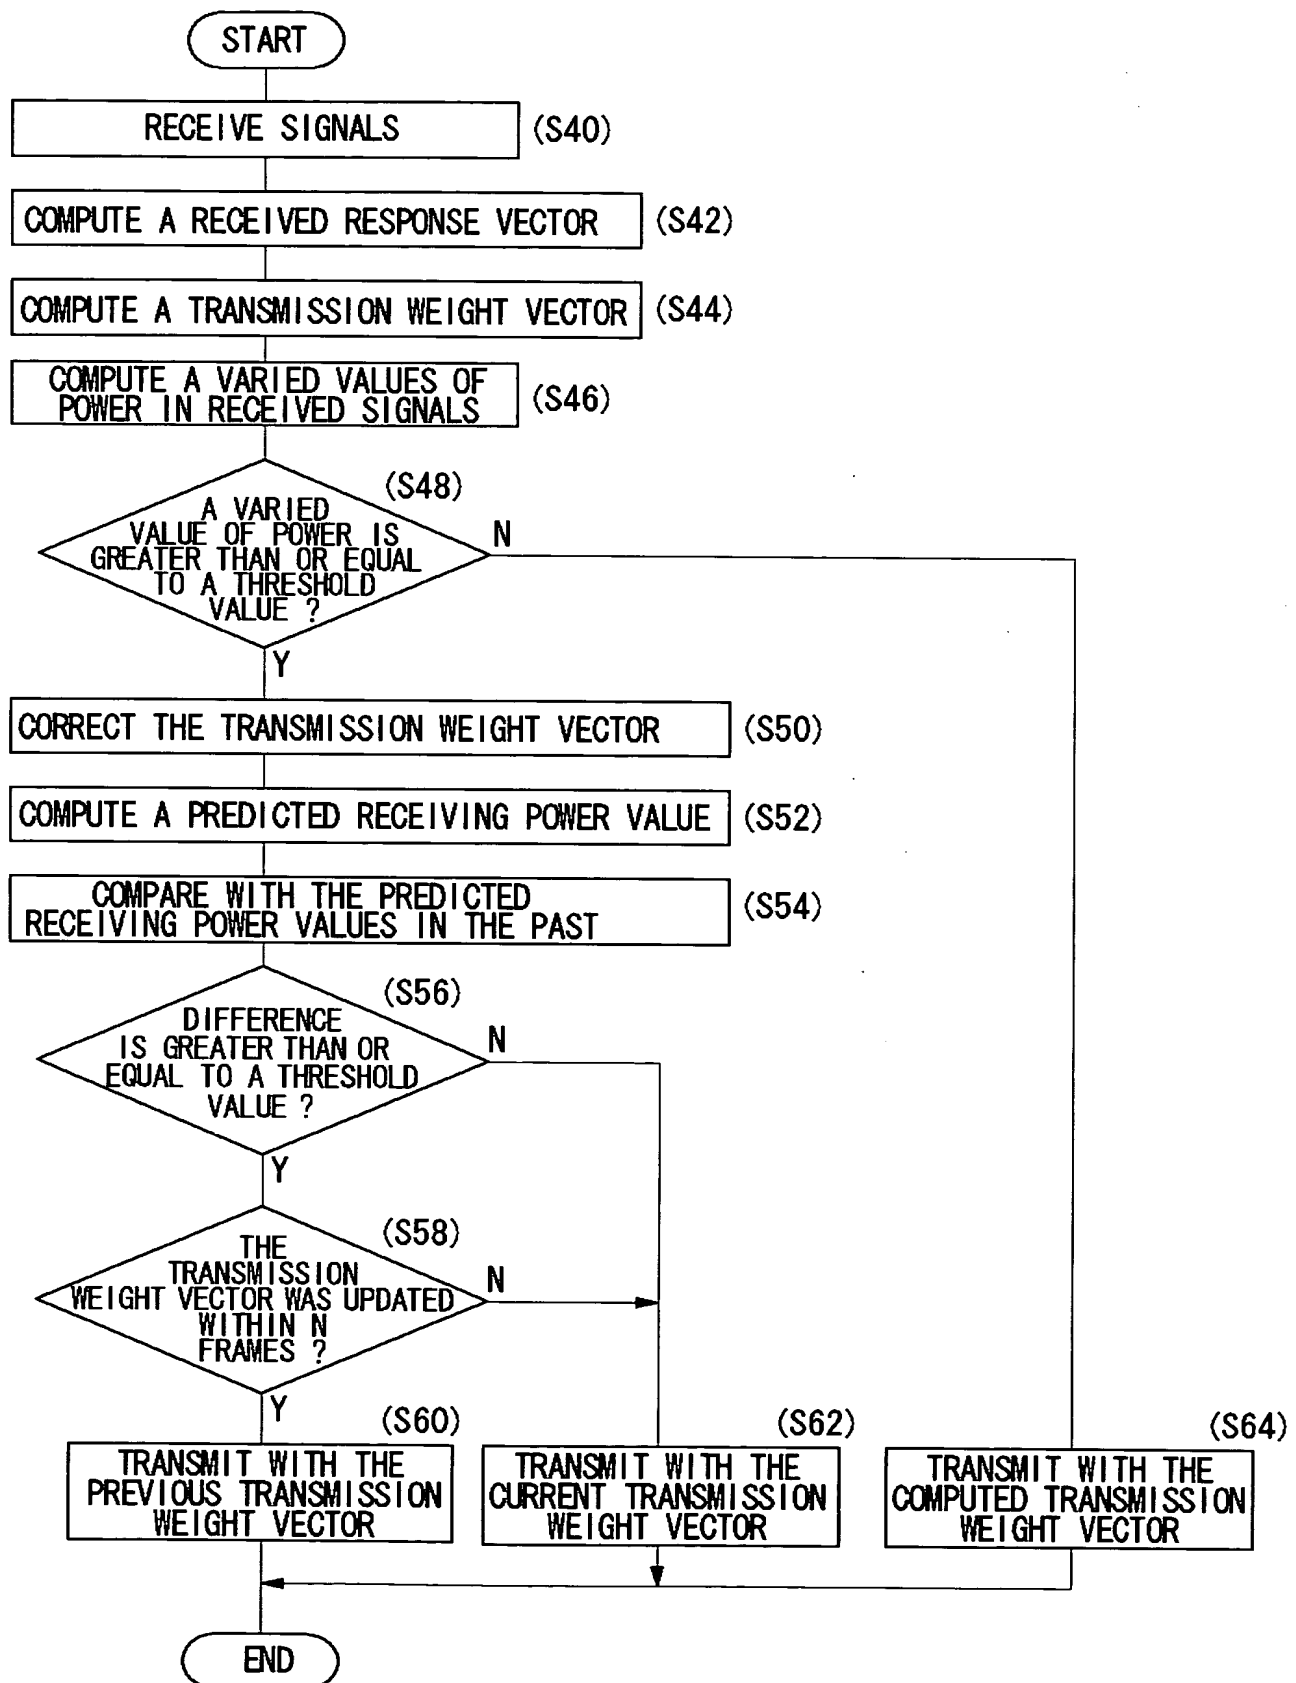 START
RECEIVE SIGNALS
(S40)
COMPUTE A RECEIVED RESPONSE VECTOR
(S42)
COMPUTE A TRANSMISSION WEIGHT VECTOR
(S44)
COMPUTE A VARIED VALUES OF
POWER IN RECEIVED SIGNALS
(S46)
(S48)
A VARIED
VALUE OF POWER IS
GREATER THAN OR EQUAL
TO A THRESHOLD
VALUE ?
N
Y
CORRECT THE TRANSMISSION WEIGHT VECTOR
(S50)
COMPUTE A PREDICTED RECEIVING POWER VALUE
(S52)
COMPARE WITH THE PREDICTED
RECEIVING POWER VALUES IN THE PAST
(S54)
(S56)
DIFFERENCE
IS GREATER THAN OR
EQUAL TO A THRESHOLD
VALUE ?
N
Y
(S58)
THE
TRANSMISSION
WEIGHT VECTOR WAS UPDATED
WITHIN N
FRAMES ?
N
Y
(S60)
TRANSMIT WITH THE
PREVIOUS TRANSMISSION
WEIGHT VECTOR
(S62)
TRANSMIT WITH THE
CURRENT TRANSMISSION
WEIGHT VECTOR
(S64)
TRANSMIT WITH THE
COMPUTED TRANSMISSION
WEIGHT VECTOR
END